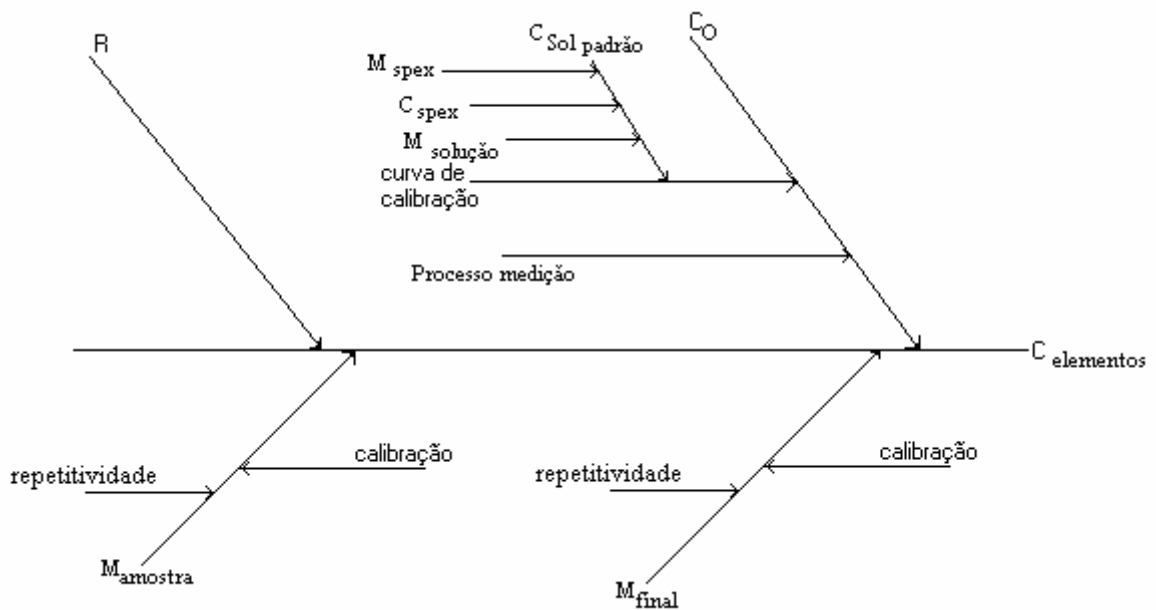 R
C Sol padrão
C O
M spex
C spex
M solução
curva de
calibração
Processo medição
C elementos
calibração
repetitividade
M amostra
calibração
repetitividade
M final